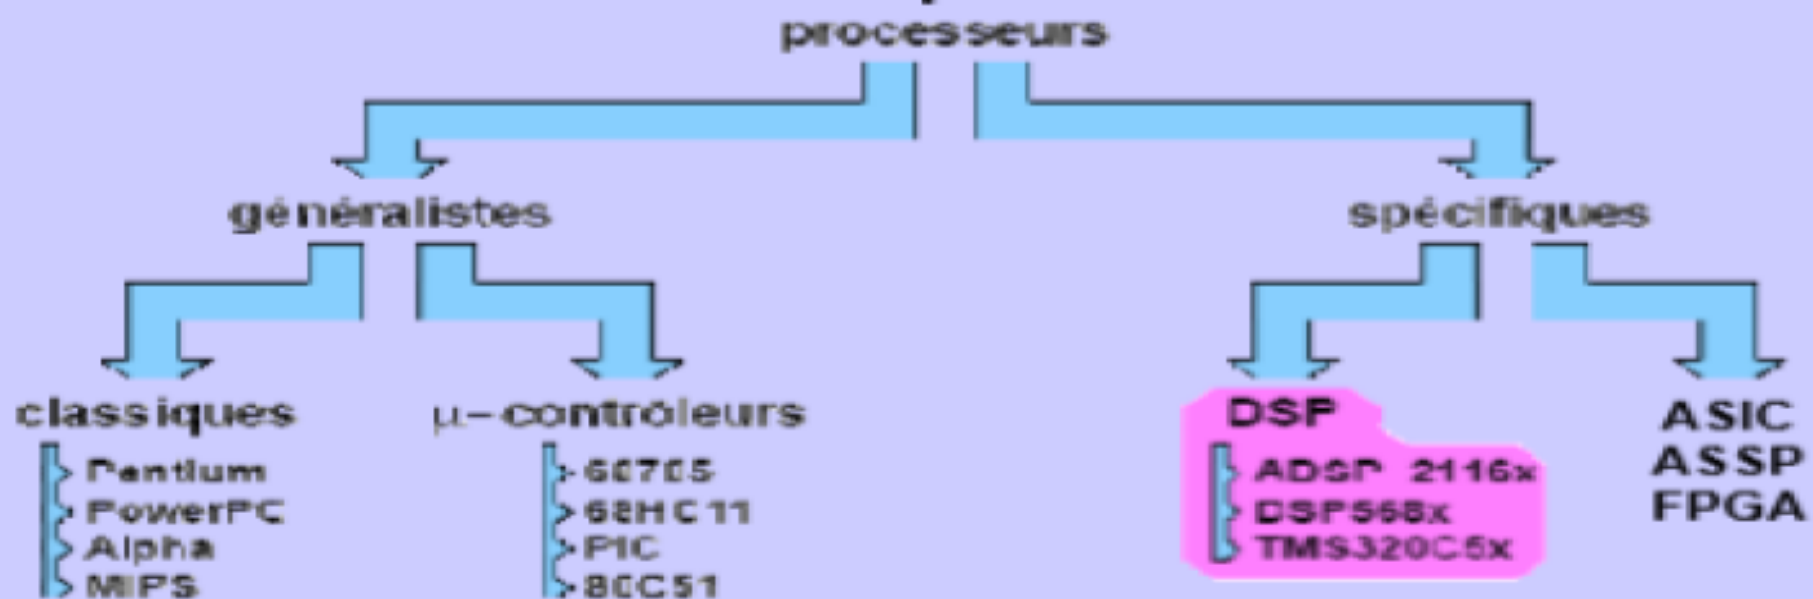 processeurs
généralistes
spécifiques
classiques
Pentium
PowerPC
Alpha
MIPS
µ-contrôleurs
68HC11
PIC
80C51
DSP
ADSP 2116x
DSP568x
TMS320C5x
ASIC
ASSP
FPGA